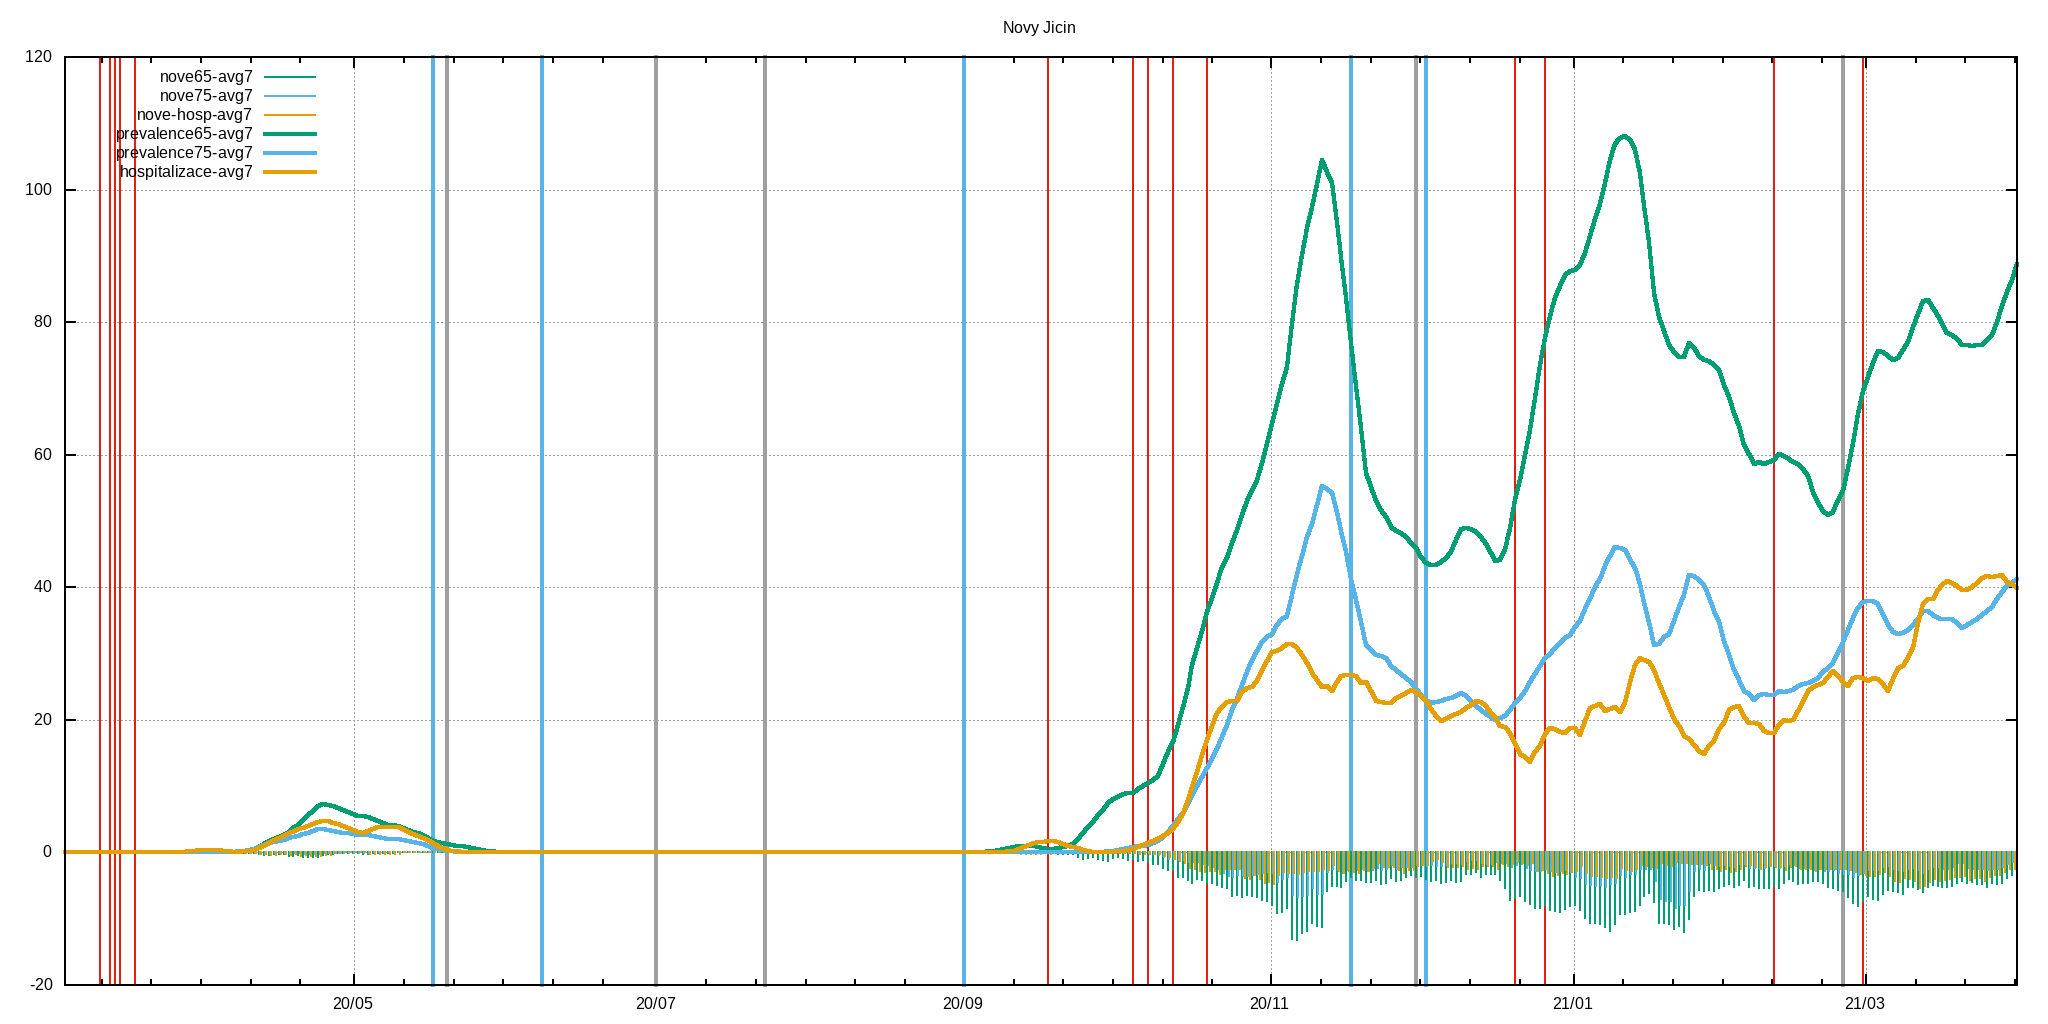 Novy Jicin
120
nove65-avg7
nove75-avg7
nove-hosp-avg7
prevalence65-avg7
prevalence75-avg7
hospitalizace-avg7
100
80
60
40
20
0
-20
20/05 20/07 20/09 20/11 21/01 21/03